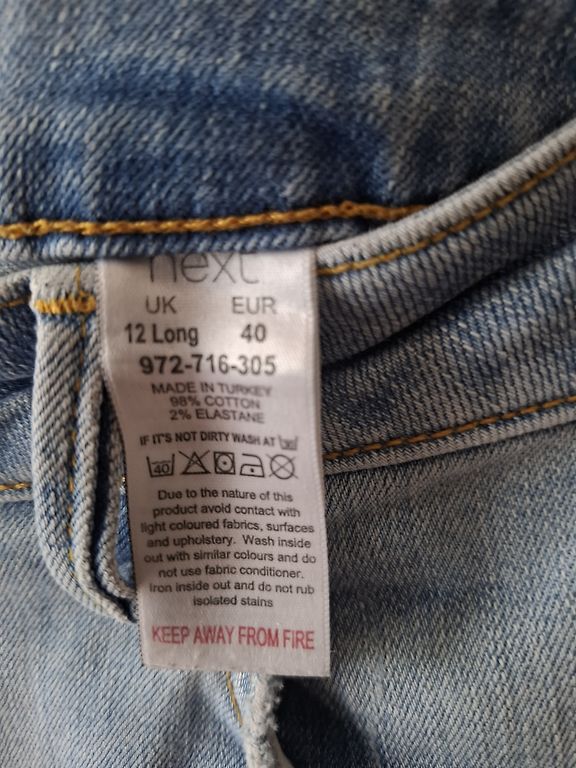 next
UK EUR
12 Long 40
972-716-305
MADE IN TURKEY
98% COTTON
2% ELASTANE
IF IT'S NOT DIRTY WASH AT
40
Due to the nature of this
product avoid contact with
light coloured fabrics, surfaces
and upholstery. Wash inside
out with similar colours and do
not use fabric conditioner.
Iron inside out and do not rub
isolated stains
KEEP AWAY FROM FIRE